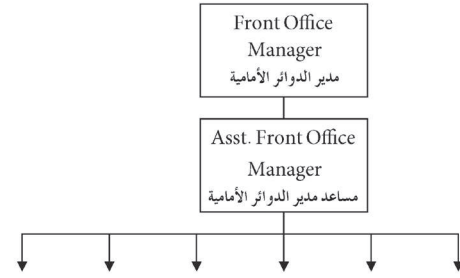 Front Office
Manager
مدير الدوائر الأمامية
Asst. Front Office
Manager
مساعد مدير الدوائر الأمامية